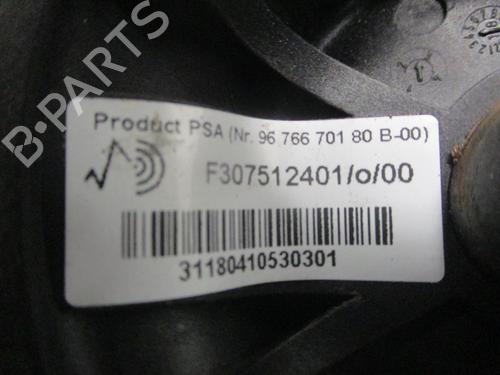 Product PSA (Nr. 96 766 701 80 B-00)
F307512401/o/00
31180410530301
B-PARTS